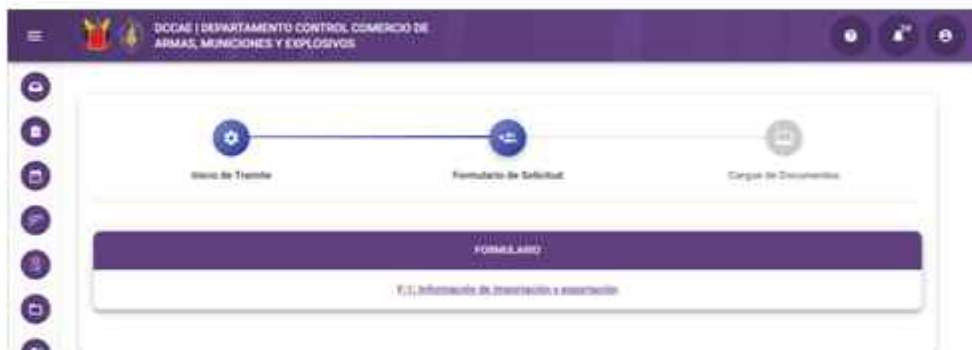 DCCAE | DEPARTAMENTO CONTROL COMERCIO DE
ARMAS, MUNICIONES Y EXPLOSIVOS
Inicio de Tramite
Formulario de Solicitud
Cargue de Documentos
FORMULARIO
F-1: Información de importación y exportación